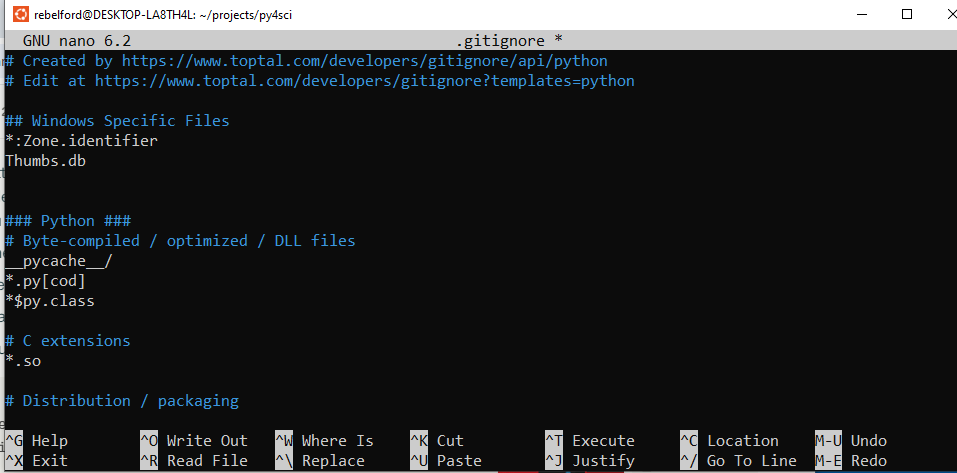 rebelford@DESKTOP-LA8TH4L: ~/projects/py4sci
GNU nano 6.2 .gitignore *
# Created by https://www.toptal.com/developers/gitignore/api/python
# Edit at https://www.toptal.com/developers/gitignore?templates=python
## Windows Specific Files
*:Zone.identifier
Thumbs.db
### Python ###
# Byte-compiled / optimized / DLL files
__pycache__/
*.py[cod]
*$py.class
# C extensions
*.so
# Distribution / packaging
^G Help ^O Write Out ^W Where Is ^K Cut ^T Execute ^C Location M-U Undo
^X Exit ^R Read File ^\ Replace ^U Paste ^J Justify ^/ Go To Line M-E Redo